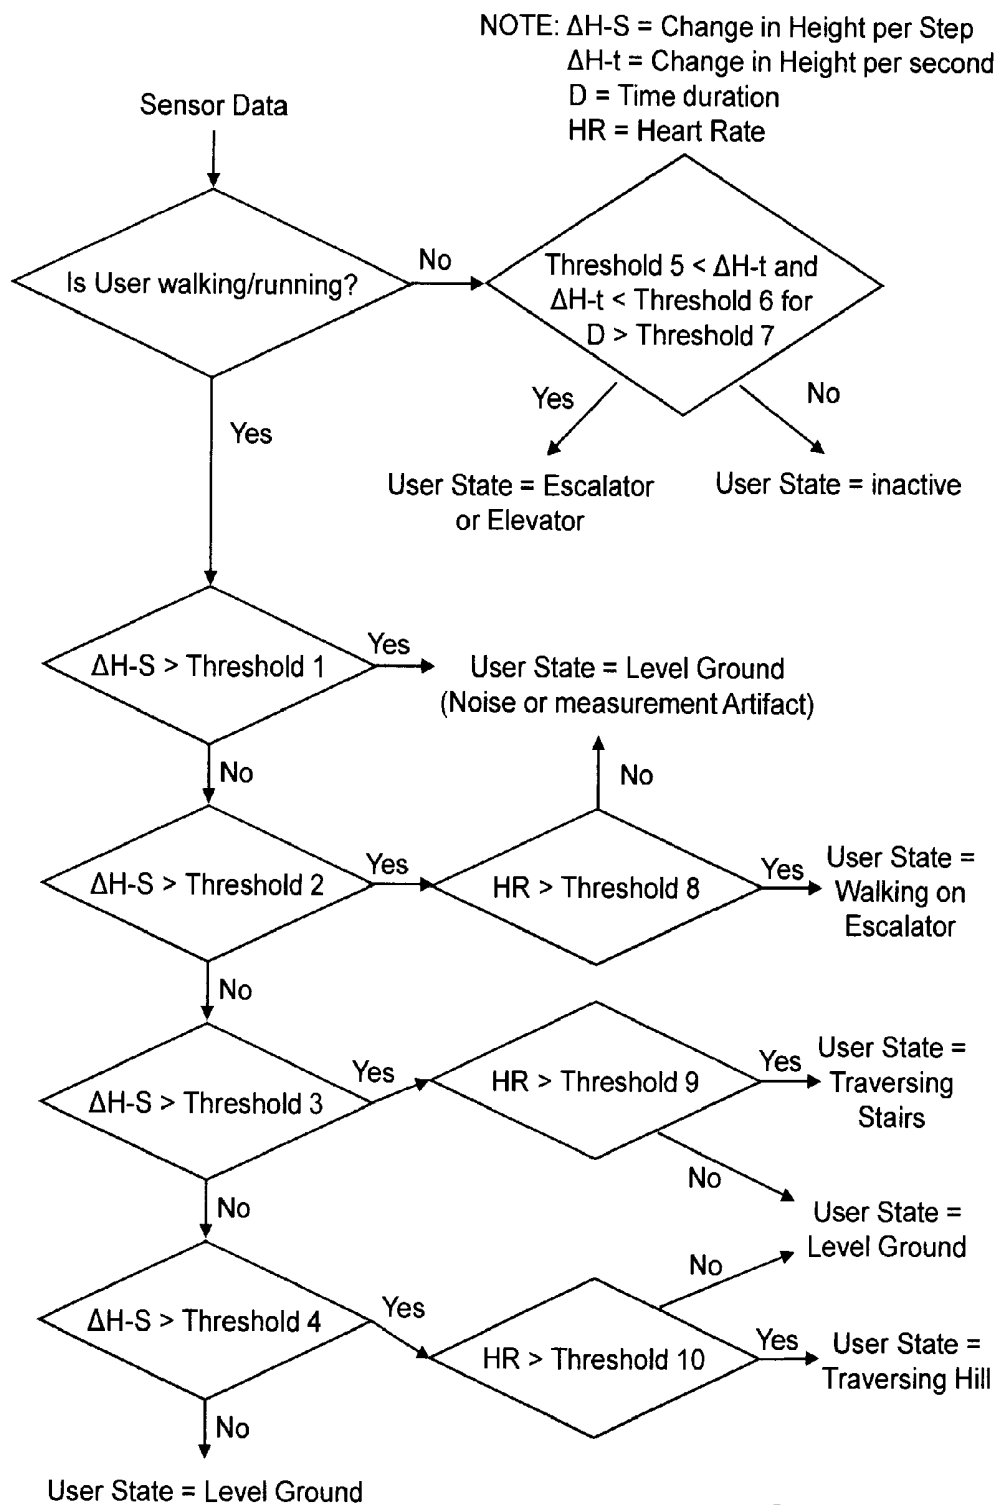 NOTE: ΔH-S = Change in Height per Step
ΔH-t = Change in Height per second
D = Time duration
HR = Heart Rate
Sensor Data
Is User walking/running?
No
Threshold 5 < ΔH-t and
ΔH-t < Threshold 6 for
D > Threshold 7
Yes
No
Yes
User State = Escalator
or Elevator
User State = inactive
ΔH-S > Threshold 1
Yes
User State = Level Ground
(Noise or measurement Artifact)
No
No
ΔH-S > Threshold 2
Yes
HR > Threshold 8
Yes
User State =
Walking on
Escalator
No
ΔH-S > Threshold 3
Yes
HR > Threshold 9
Yes
User State =
Traversing
Stairs
No
No
User State =
Level Ground
No
ΔH-S > Threshold 4
Yes
HR > Threshold 10
Yes
User State =
Traversing Hill
No
User State = Level Ground